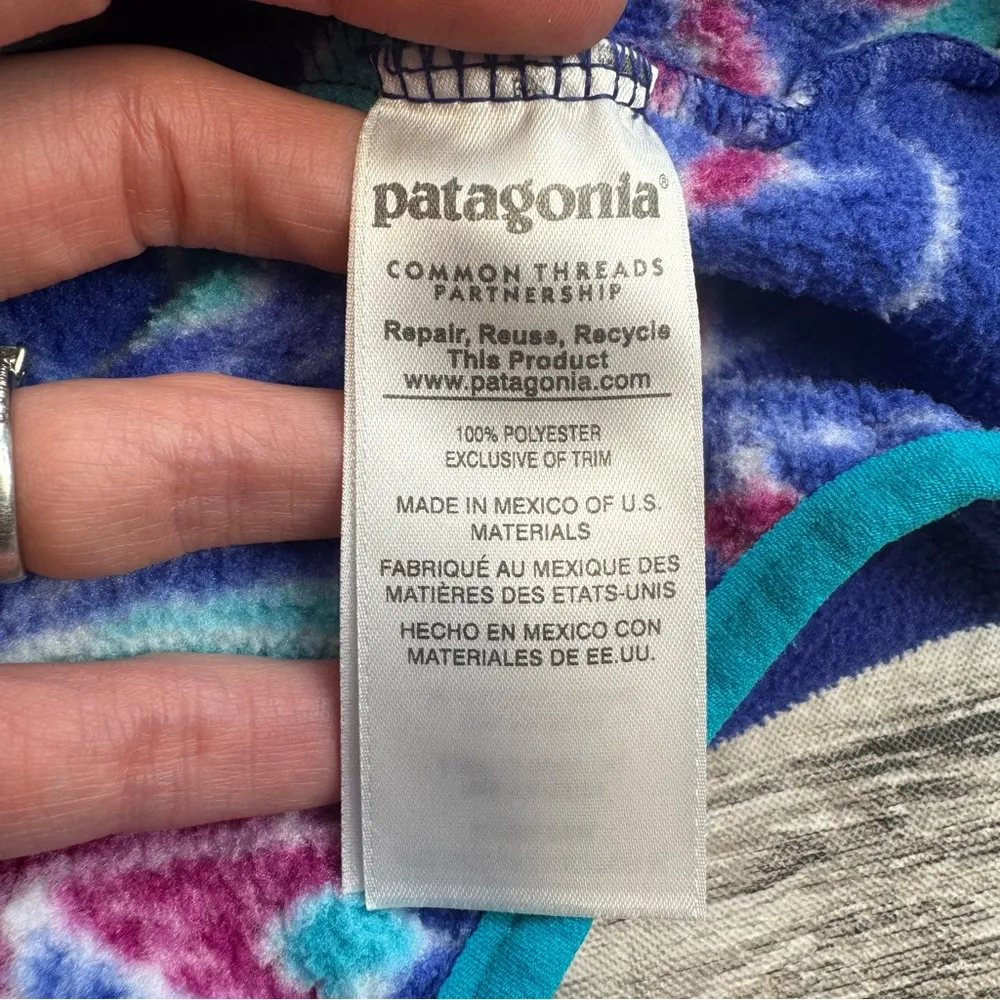 patagonia®
COMMON THREADS
PARTNERSHIP
Repair, Reuse, Recycle
This Product
www.patagonia.com
100% POLYESTER
EXCLUSIVE OF TRIM
MADE IN MEXICO OF U.S.
MATERIALS
FABRIQUÉ AU MEXIQUE DES
MATIÈRES DES ETATS-UNIS
HECHO EN MEXICO CON
MATERIALES DE EE.UU.